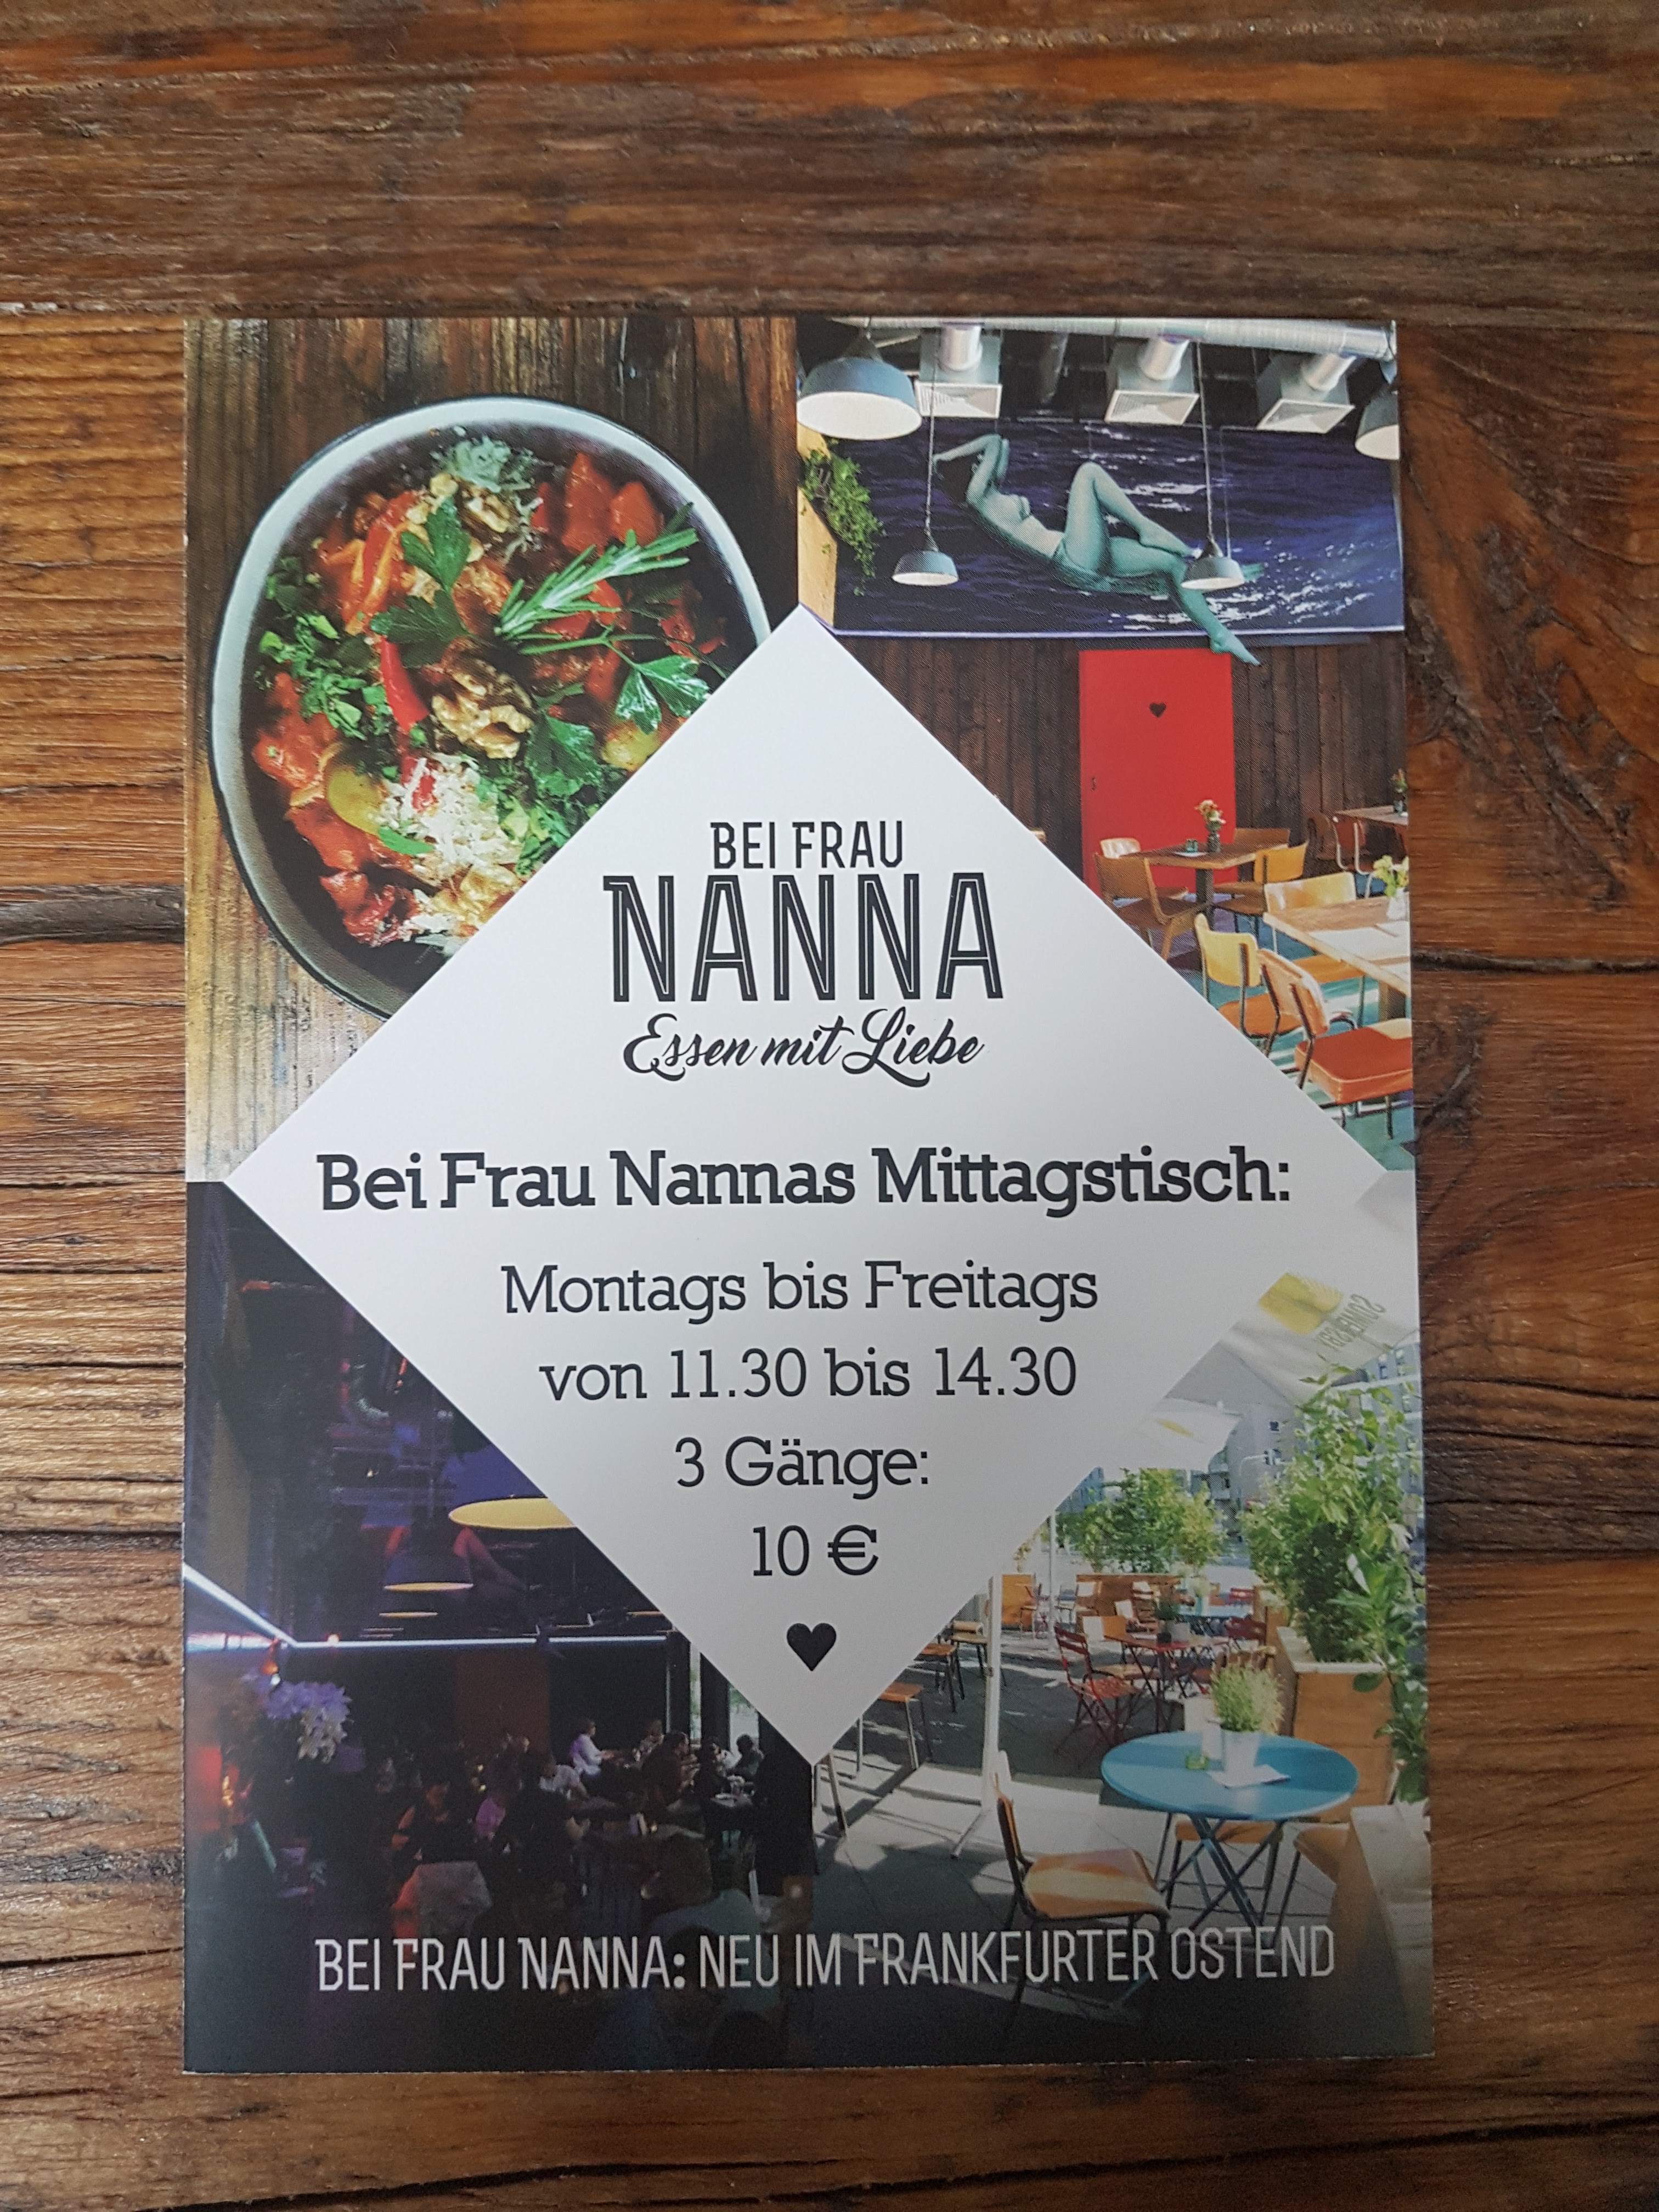 BEI FRAU
NANNA
Essen mit Liebe
Bei Frau Nannas Mittagstisch:
Montags bis Freitags
von 11.30 bis 14.30
3 Gänge:
10 €
BEI FRAU NANNA: NEU IM FRANKFURTER OSTEND